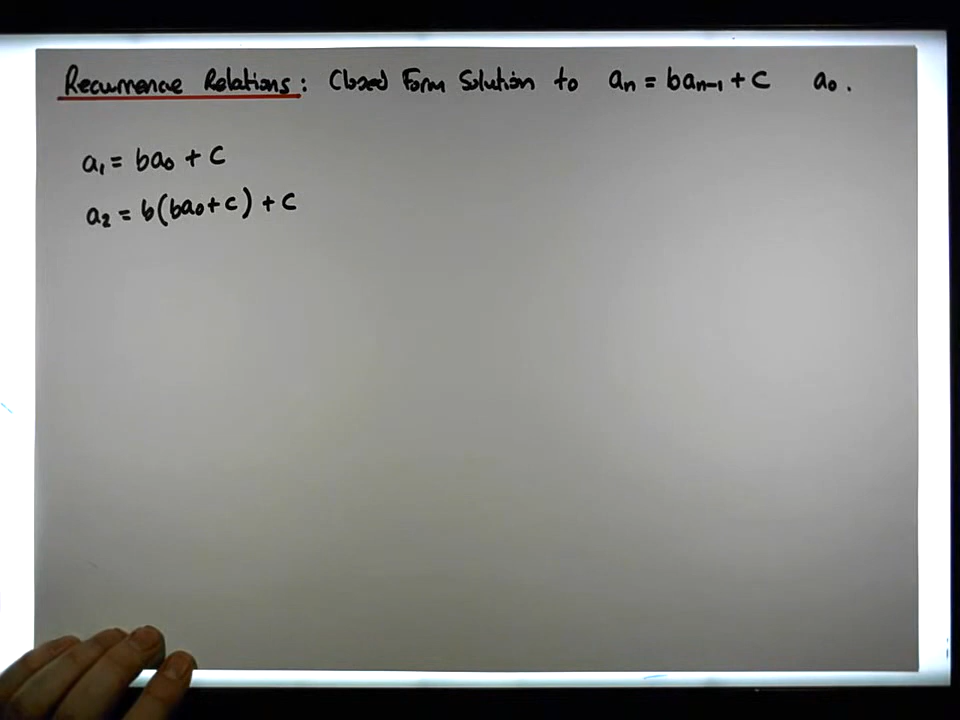 Recurrence Relations: Closed Form Solution to aₙ = baₙ₋₁ + c a₀.
a₁ = ba₀ + c
a₂ = b(ba₀ + c) + c